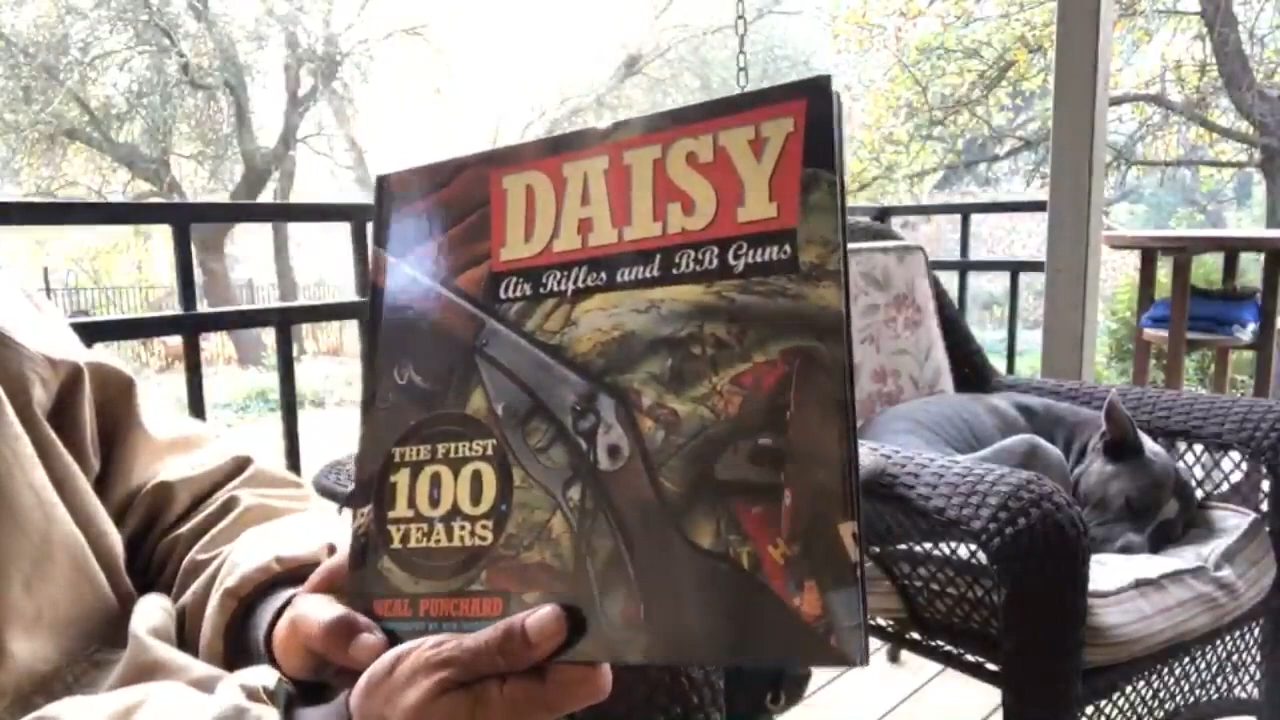 DAISY
Air Rifles and BB Guns
THE FIRST
100
YEARS
NEAL PUNCHARD